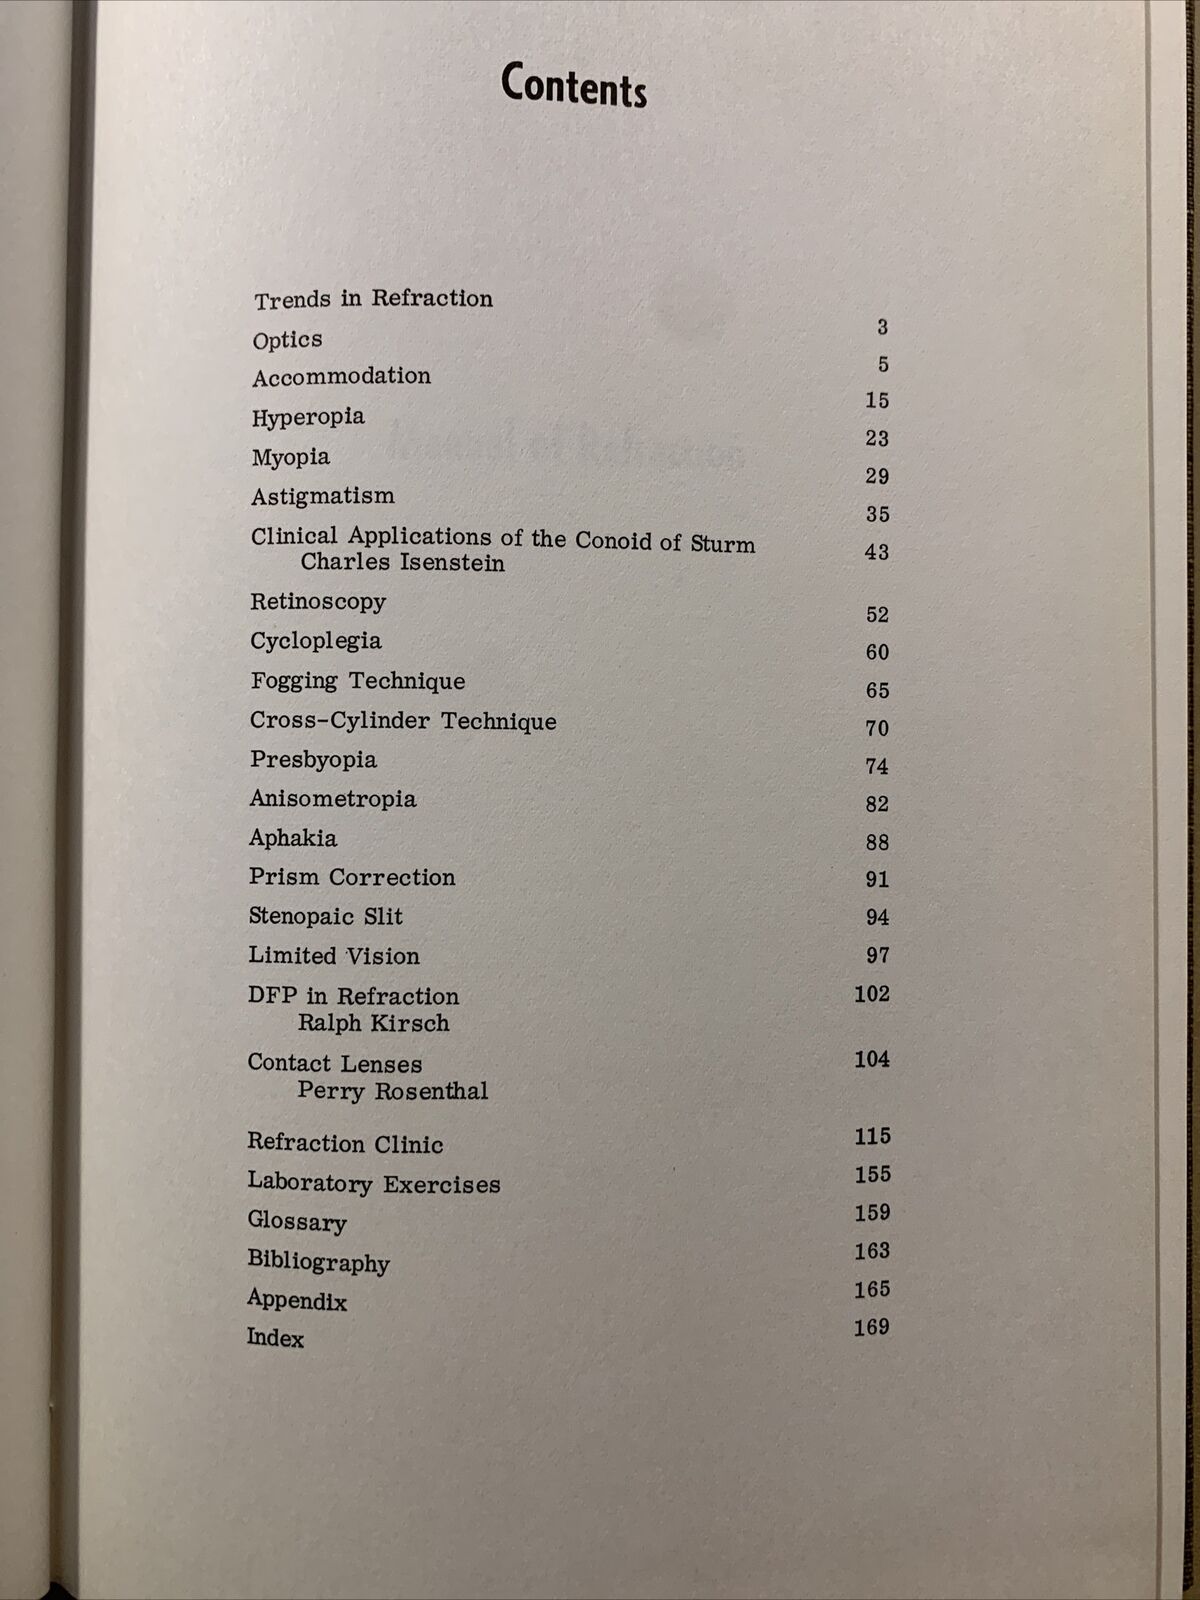 Contents
Trends in Refraction 3
Optics 5
Accommodation 15
Hyperopia 23
Myopia 29
Astigmatism 35
Clinical Applications of the Conoid of Sturm 43
Charles Isenstein
Retinoscopy 52
Cycloplegia 60
Fogging Technique 65
Cross-Cylinder Technique 70
Presbyopia 74
Anisometropia 82
Aphakia 88
Prism Correction 91
Stenopaic Slit 94
Limited Vision 97
DFP in Refraction 102
Ralph Kirsch
Contact Lenses 104
Perry Rosenthal
Refraction Clinic 115
Laboratory Exercises 155
Glossary 159
Bibliography 163
Appendix 165
Index 169